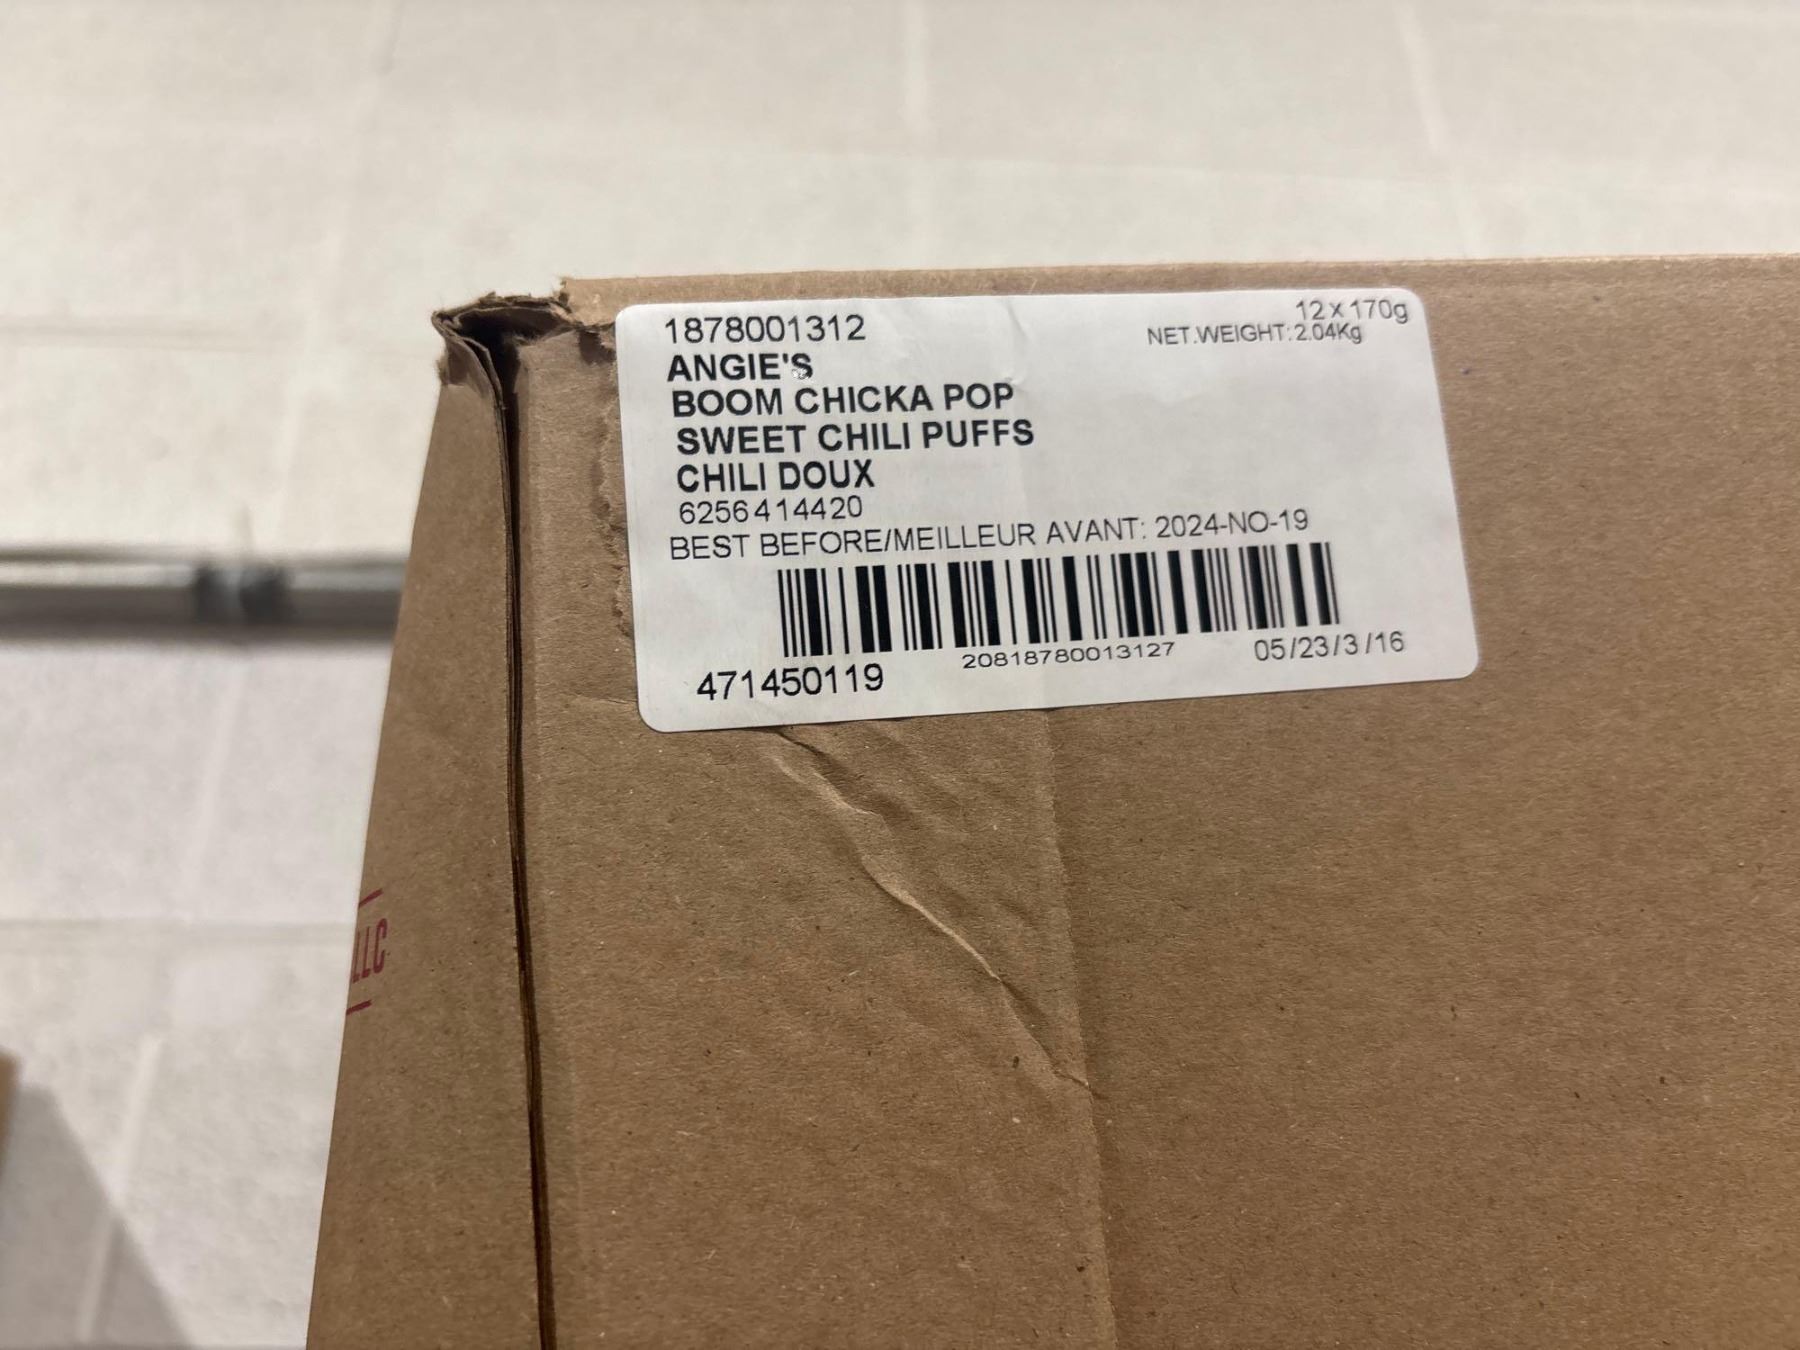 1878001312
12 x 170g
NET.WEIGHT: 2.04Kg
ANGIE'S
BOOM CHICKA POP
SWEET CHILI PUFFS
CHILI DOUX
6256414420
BEST BEFORE/MEILLEUR AVANT: 2024-NO-19
20818780013127
05/23/3 /16
471450119
LLC